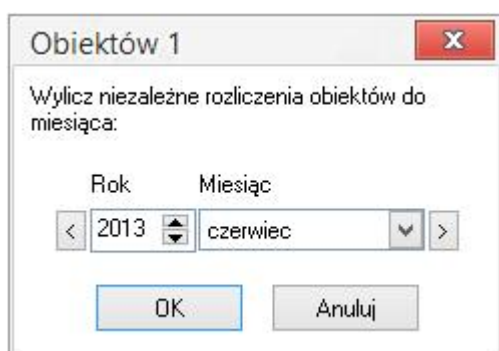 Obiektów 1
Wylicz niezależne rozliczenia obiektów do
miesiąca:
Rok Miesiąc
< 2013 czerwiec >
OK Anuluj